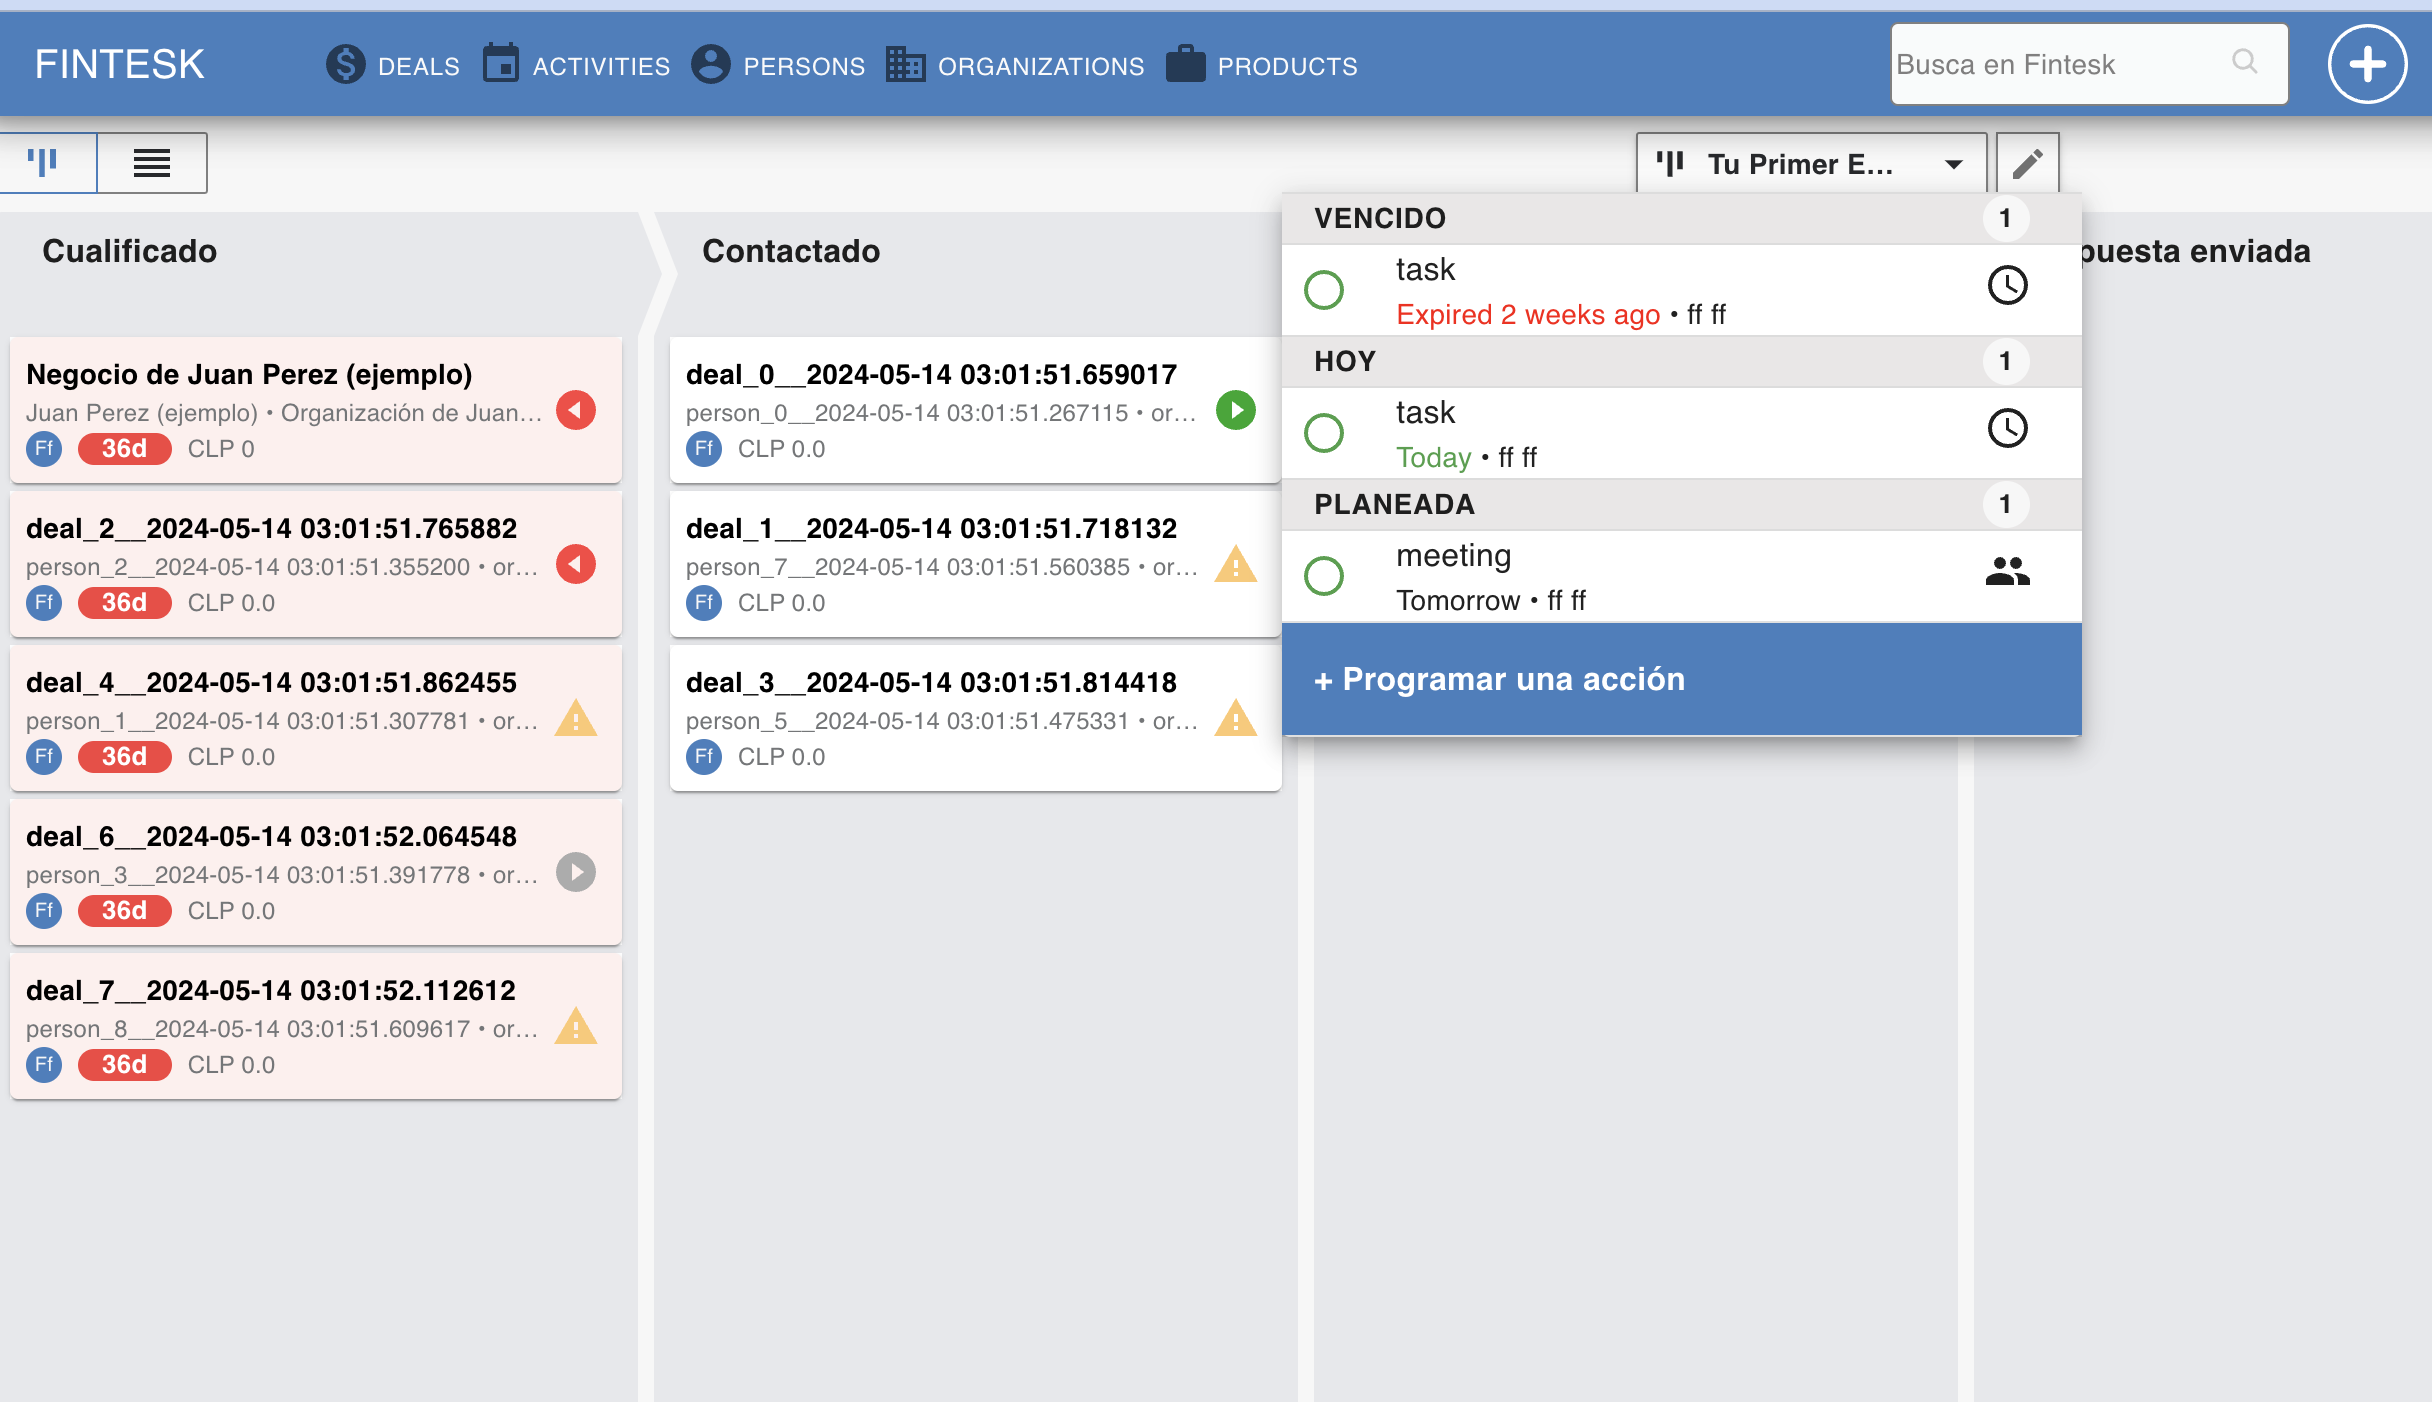 FINTESK
DEALS
ACTIVITIES
PERSONS
ORGANIZATIONS
PRODUCTS
Busca en Fintesk
Tu Primer E...
Cualificado
Negocio de Juan Perez (ejemplo)
Juan Perez (ejemplo) • Organización de Juan...
Ff 36d CLP 0
deal_2__2024-05-14 03:01:51.765882
person_2__2024-05-14 03:01:51.355200 • or...
Ff 36d CLP 0.0
deal_4__2024-05-14 03:01:51.862455
person_1__2024-05-14 03:01:51.307781 • or...
Ff 36d CLP 0.0
deal_6__2024-05-14 03:01:52.064548
person_3__2024-05-14 03:01:51.391778 • or...
Ff 36d CLP 0.0
deal_7__2024-05-14 03:01:52.112612
person_8__2024-05-14 03:01:51.609617 • or...
Ff 36d CLP 0.0
Contactado
deal_0__2024-05-14 03:01:51.659017
person_0__2024-05-14 03:01:51.267115 • or...
Ff CLP 0.0
deal_1__2024-05-14 03:01:51.718132
person_7__2024-05-14 03:01:51.560385 • or...
Ff CLP 0.0
deal_3__2024-05-14 03:01:51.814418
person_5__2024-05-14 03:01:51.475331 • or...
Ff CLP 0.0
VENCIDO 1
task
Expired 2 weeks ago • ff ff
HOY 1
task
Today • ff ff
PLANEADA 1
meeting
Tomorrow • ff ff
+ Programar una acción
puesta enviada